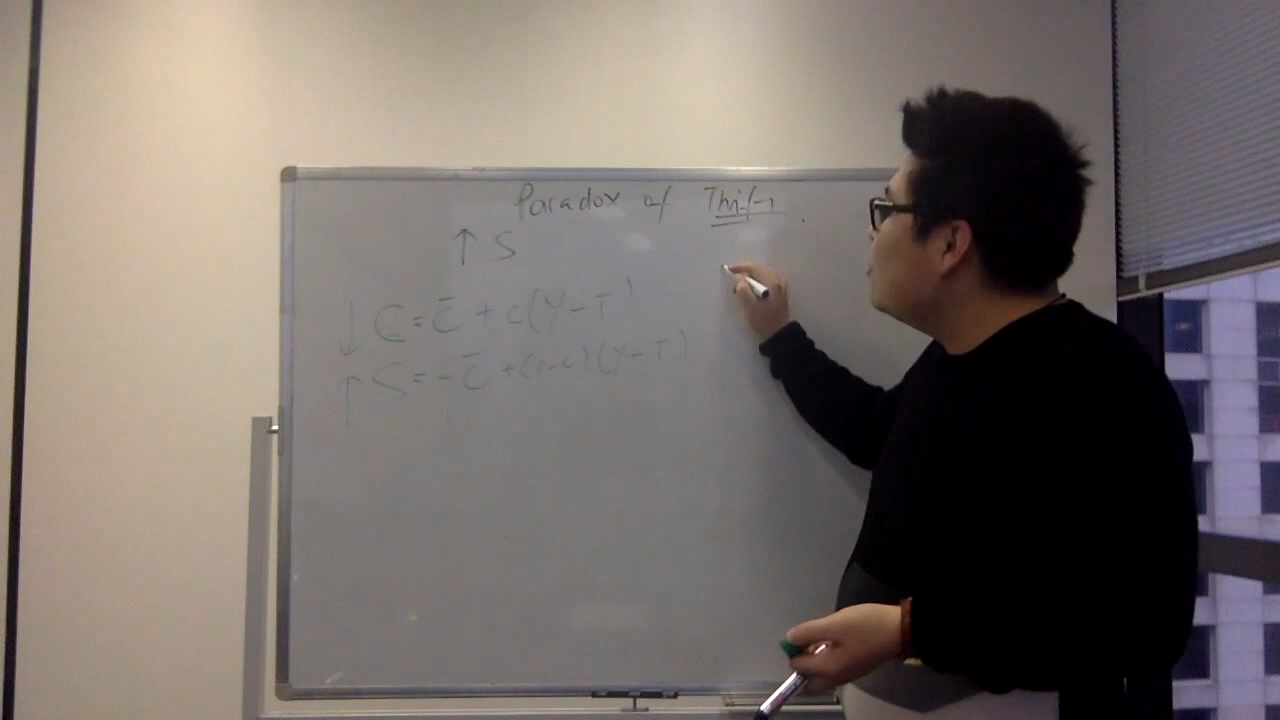 Paradox of Thrift
↑ S
↓ C = C̄ + c(Y-T)
↑ S = -C̄ + (1-c)(Y-T)